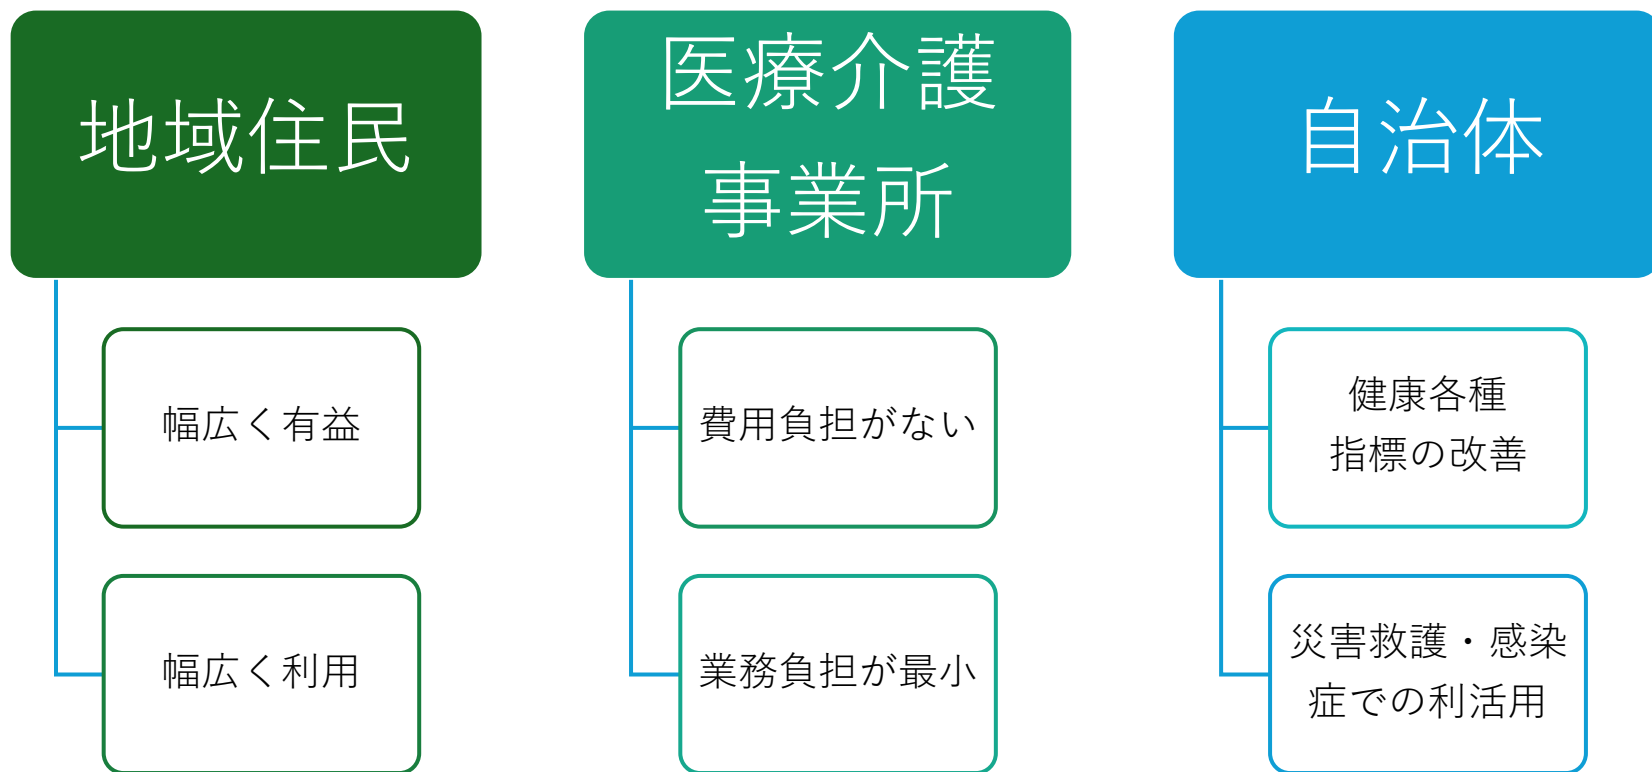 地域住民
幅広く有益
幅広く利用
医療介護
事業所
費用負担がない
業務負担が最小
自治体
健康各種
指標の改善
災害救護・感染
症での利活用